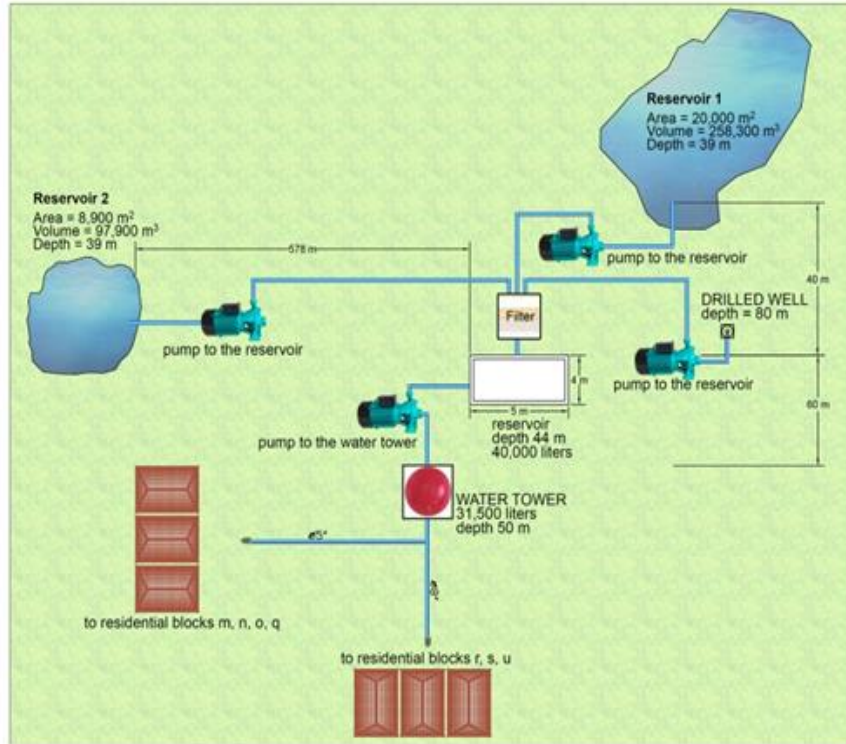 Reservoir 1
Area = 20,000 m²
Volume = 258,300 m³
Depth = 39 m
Reservoir 2
Area = 8,900 m²
Volume = 97,900 m³
Depth = 39 m
578 m
pump to the reservoir
40 m
DRILLED WELL
depth = 80 m
Filter
pump to the reservoir
pump to the reservoir
4 m
5 m
60 m
reservoir
depth 44 m
40,000 liters
pump to the water tower
WATER TOWER
31,500 liters
depth 50 m
to residential blocks m, n, o, q
to residential blocks r, s, u